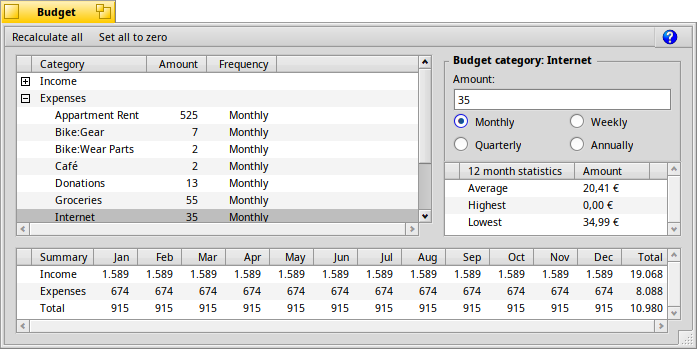 Budget
Recalculate all Set all to zero ?
Category Amount Frequency
Income
Expenses
Appartment Rent 525 Monthly
Bike:Gear 7 Monthly
Bike:Wear Parts 2 Monthly
Café 2 Monthly
Donations 13 Monthly
Groceries 55 Monthly
Internet 35 Monthly
Budget category: Internet
Amount:
35
Monthly Weekly
Quarterly Annually
12 month statistics Amount
Average 20,41 €
Highest 0,00 €
Lowest 34,99 €
Summary Jan Feb Mar Apr May Jun Jul Aug Sep Oct Nov Dec Total
Income 1.589 1.589 1.589 1.589 1.589 1.589 1.589 1.589 1.589 1.589 1.589 1.589 19.068
Expenses 674 674 674 674 674 674 674 674 674 674 674 674 8.088
Total 915 915 915 915 915 915 915 915 915 915 915 915 10.980